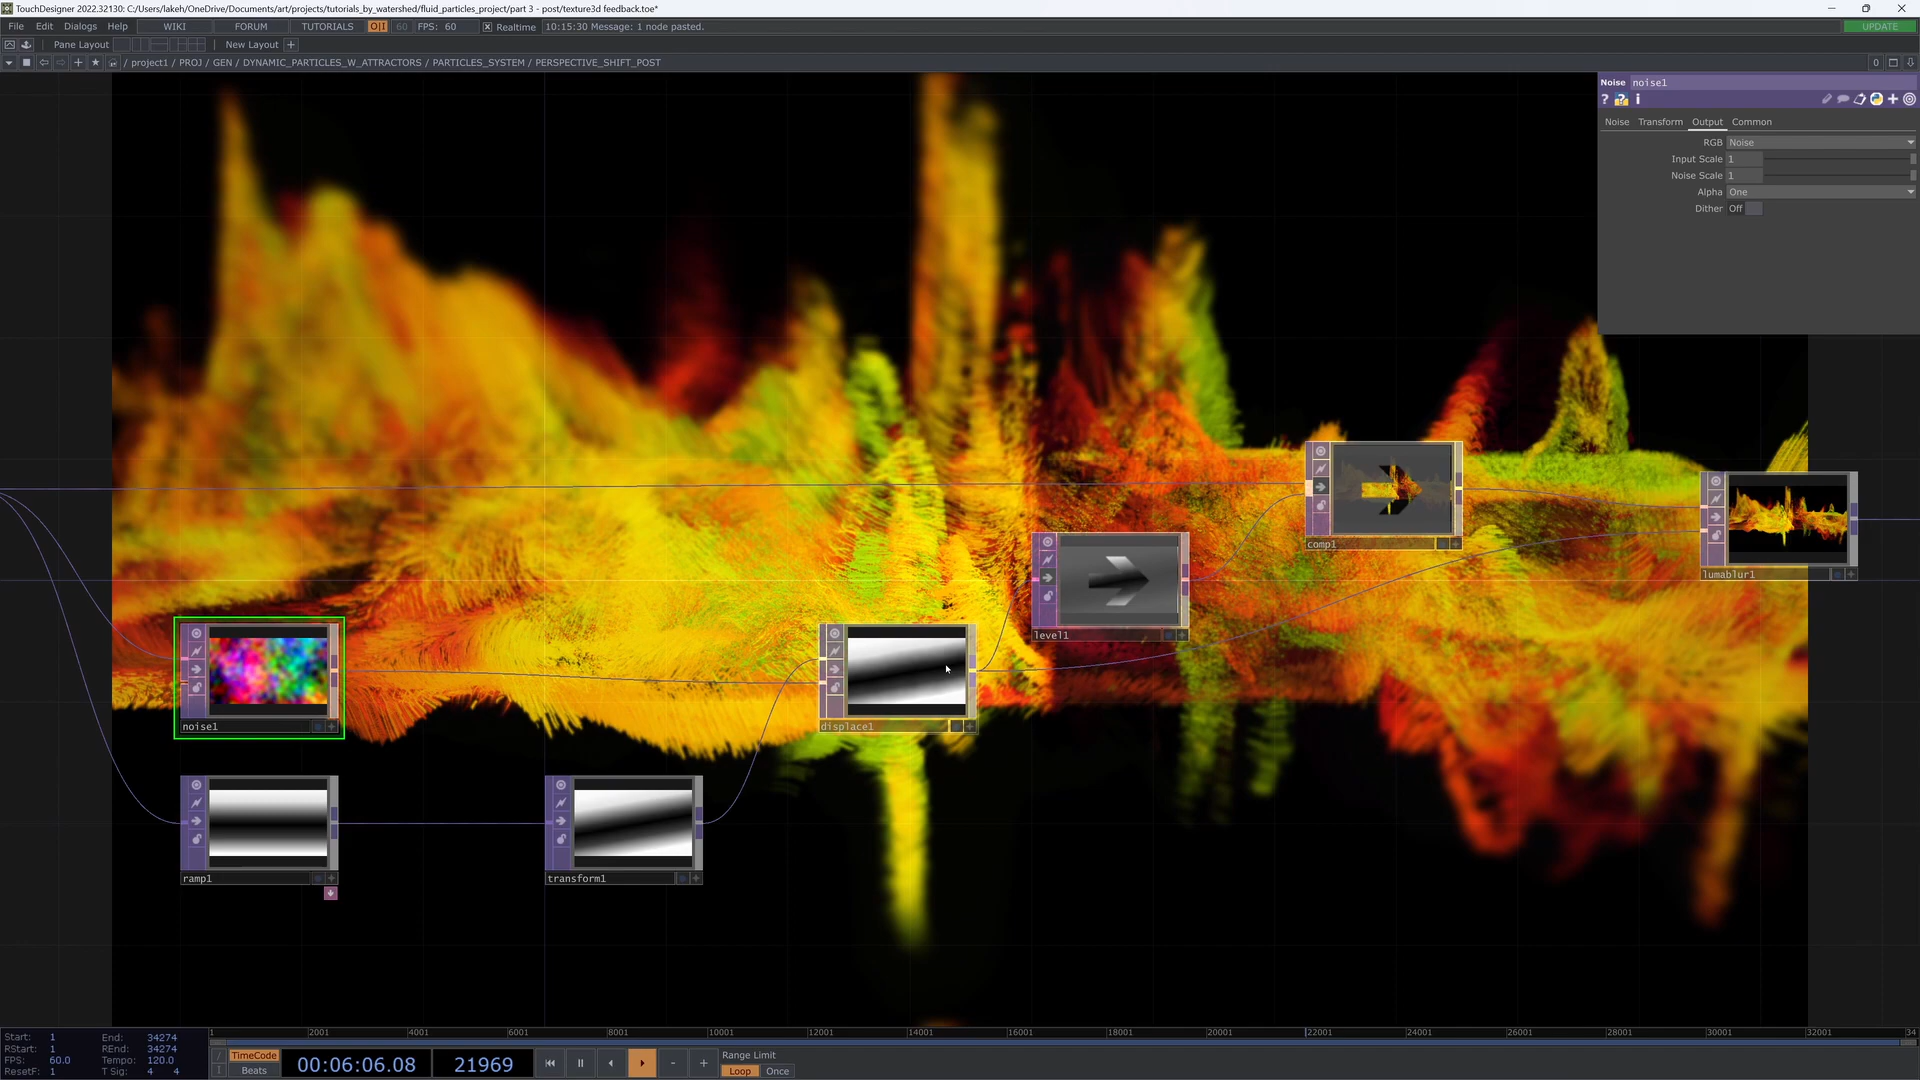 TouchDesigner 2022.32130: C:/Users/lakeh/OneDrive/Documents/art/projects/tutorials_by_watershed/fluid_particles_project/part 3 - post/texture3d feedback.toe*
File Edit Dialogs Help WIKI FORUM TUTORIALS O|I 60 FPS: 60 Realtime 10:15:30 Message: 1 node pasted. UPDATE
Pane Layout New Layout +
/ project1 / PROJ / GEN / DYNAMIC_PARTICLES_W_ATTRACTORS / PARTICLES_SYSTEM / PERSPECTIVE_SHIFT_POST 0
Noise noise1
Noise Transform Output Common
RGB Noise
Input Scale 1
Noise Scale 1
Alpha One
Dither Off
comp1
lumablur1
level1
noise1
displace1
ramp1
transform1
1 2001 4001 6001 8001 10001 12001 14001 16001 18001 20001 22001 24001 26001 28001 30001 32001 34
Start: 1 End: 34274
RStart: 1 REnd: 34274
FPS: 60.0 Tempo: 120.0
ResetF: 1 T Sig: 4 4
TimeCode
Beats
00:06:06.08 21969
Range Limit
Loop Once